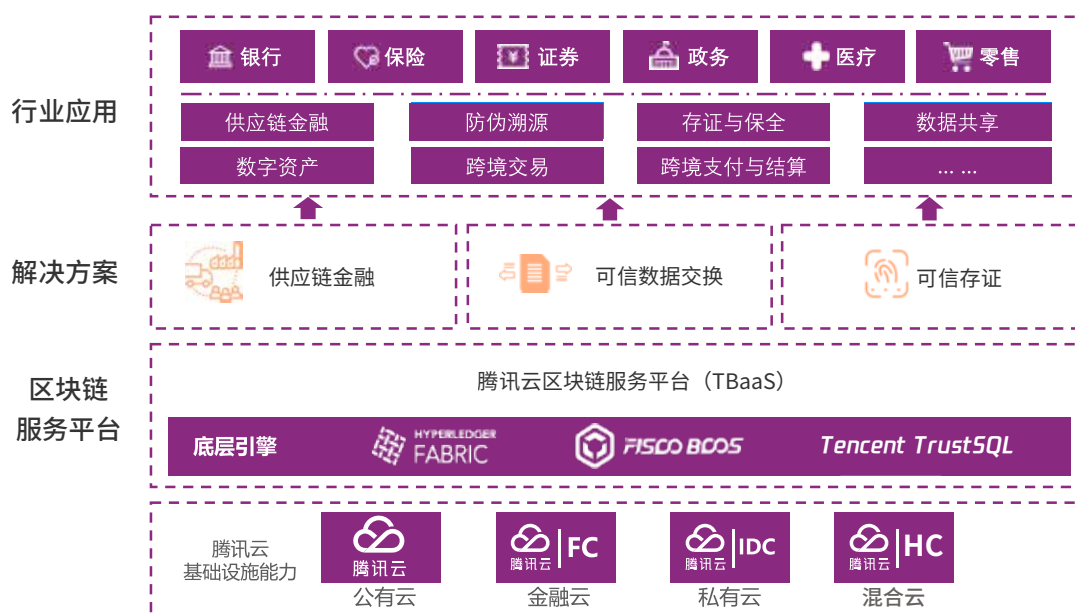 行业应用
银行
保险
证券
政务
医疗
零售
供应链金融
防伪溯源
存证与保全
数据共享
数字资产
跨境交易
跨境支付与结算
... ...
解决方案
供应链金融
可信数据交换
可信存证
区块链
服务平台
腾讯云区块链服务平台（TBaaS）
底层引擎
HYPERLEDGER
FABRIC
FISCO BCOS
Tencent TrustSQL
腾讯云
基础设施能力
腾讯云
公有云
腾讯云
FC
金融云
腾讯云
IDC
私有云
腾讯云
HC
混合云